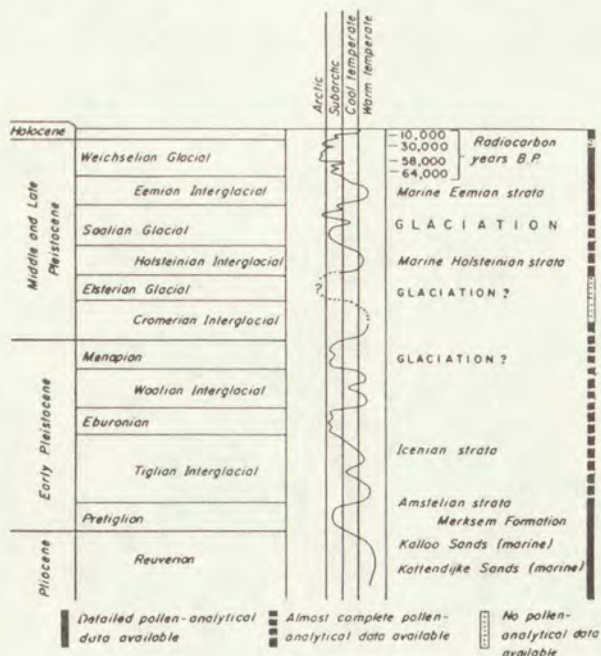 Arctic
Subarctic
Cool temperate
Warm temperate
Holocene
Middle and Late
Pleistocene
Early Pleistocene
Pliocene
Weichselian Glacial
Eemian Interglacial
Saalian Glacial
Holsteinian Interglacial
Elsterian Glacial
Cromerian Interglacial
Menapian
Waalian Interglacial
Eburonian
Tiglian Interglacial
Pretiglian
Reuverian
10,000
30,000
58,000
64,000
Radiocarbon
years B.P.
Marine Eemian strata
GLACIATION
Marine Holsteinian strata
GLACIATION ?
GLACIATION ?
Icenian strata
Amstelian strata
Merksem Formation
Kalloo Sands (marine)
Kattendijke Sands (marine)
Detailed pollen-analytical
data available
Almost complete pollen-
analytical data available
No pollen-
analytical data
available